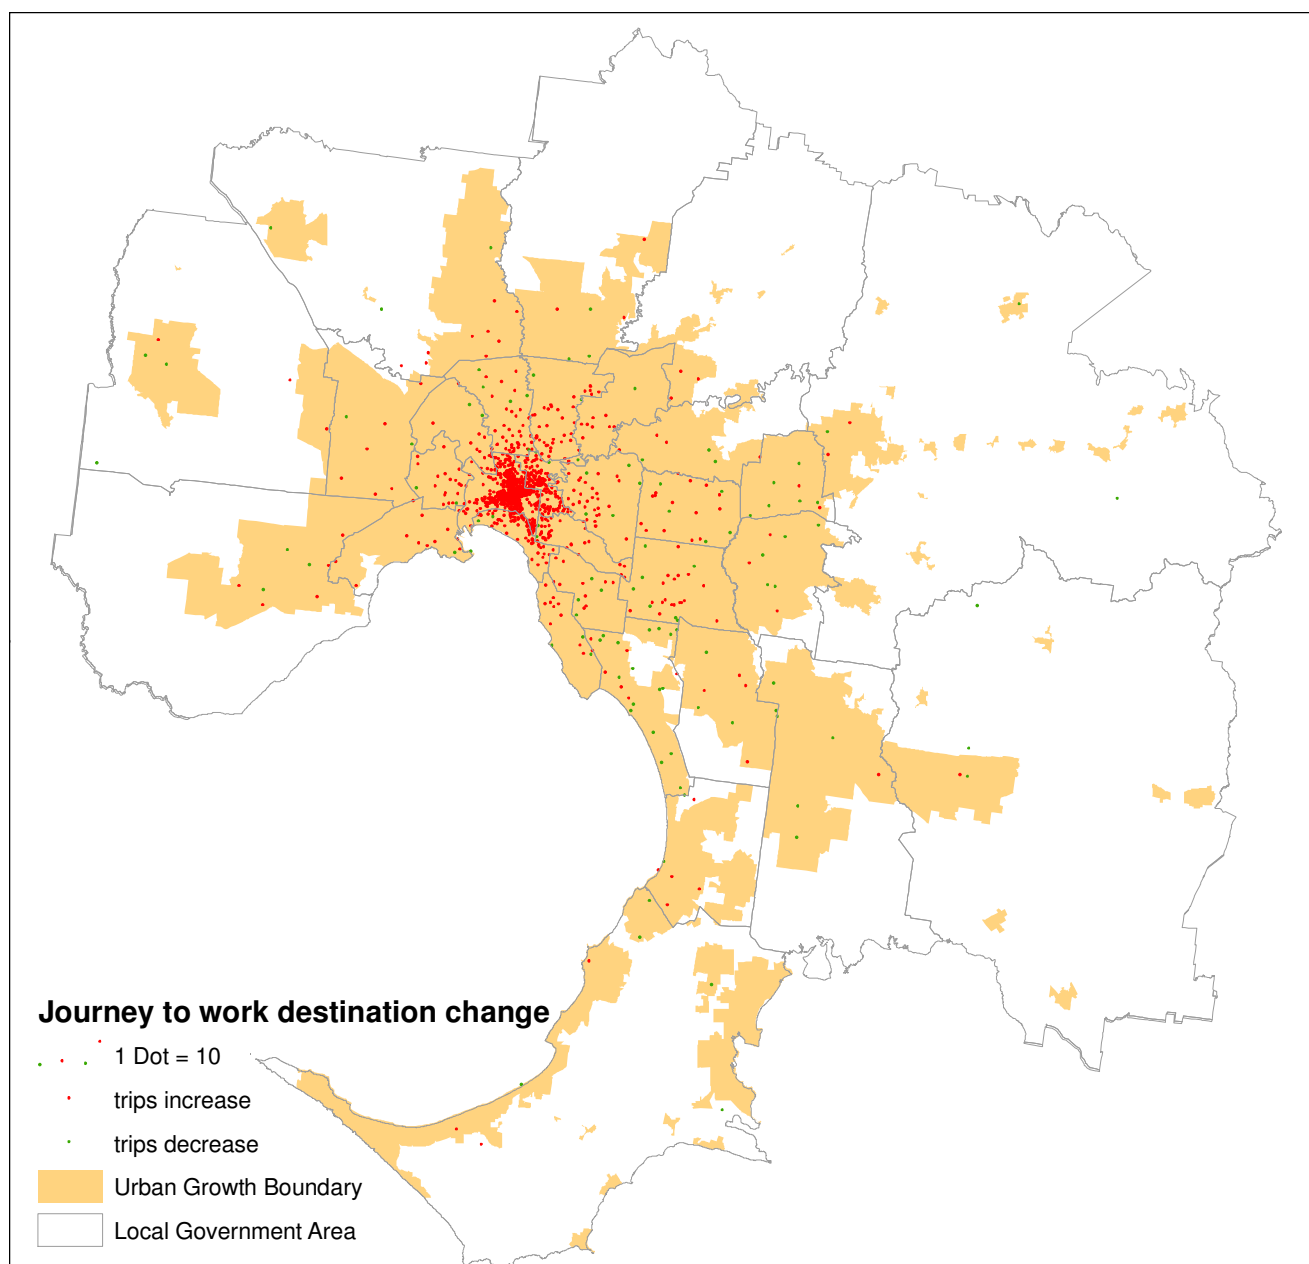 Journey to work destination change
1 Dot = 10
trips increase
trips decrease
Urban Growth Boundary
Local Government Area